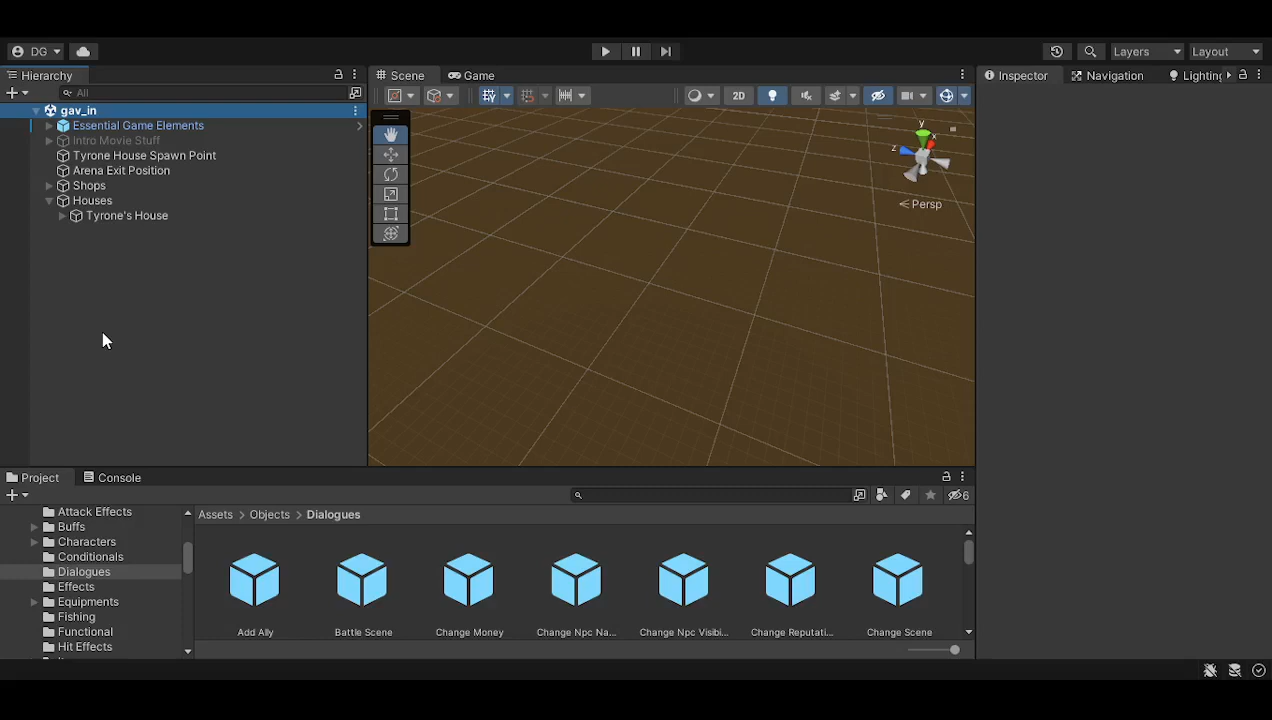 DG
Layers
Layout
Hierarchy
All
gav_in
Essential Game Elements
Intro Movie Stuff
Tyrone House Spawn Point
Arena Exit Position
Shops
Houses
Tyrone's House
Scene
Game
2D
y
x
z
Persp
Inspector
Navigation
Lighting
Project
Console
6
Attack Effects
Buffs
Characters
Conditionals
Dialogues
Effects
Equipments
Fishing
Functional
Hit Effects
Assets > Objects > Dialogues
Add Ally
Battle Scene
Change Money
Change Npc Na...
Change Npc Visibi...
Change Reputati...
Change Scene